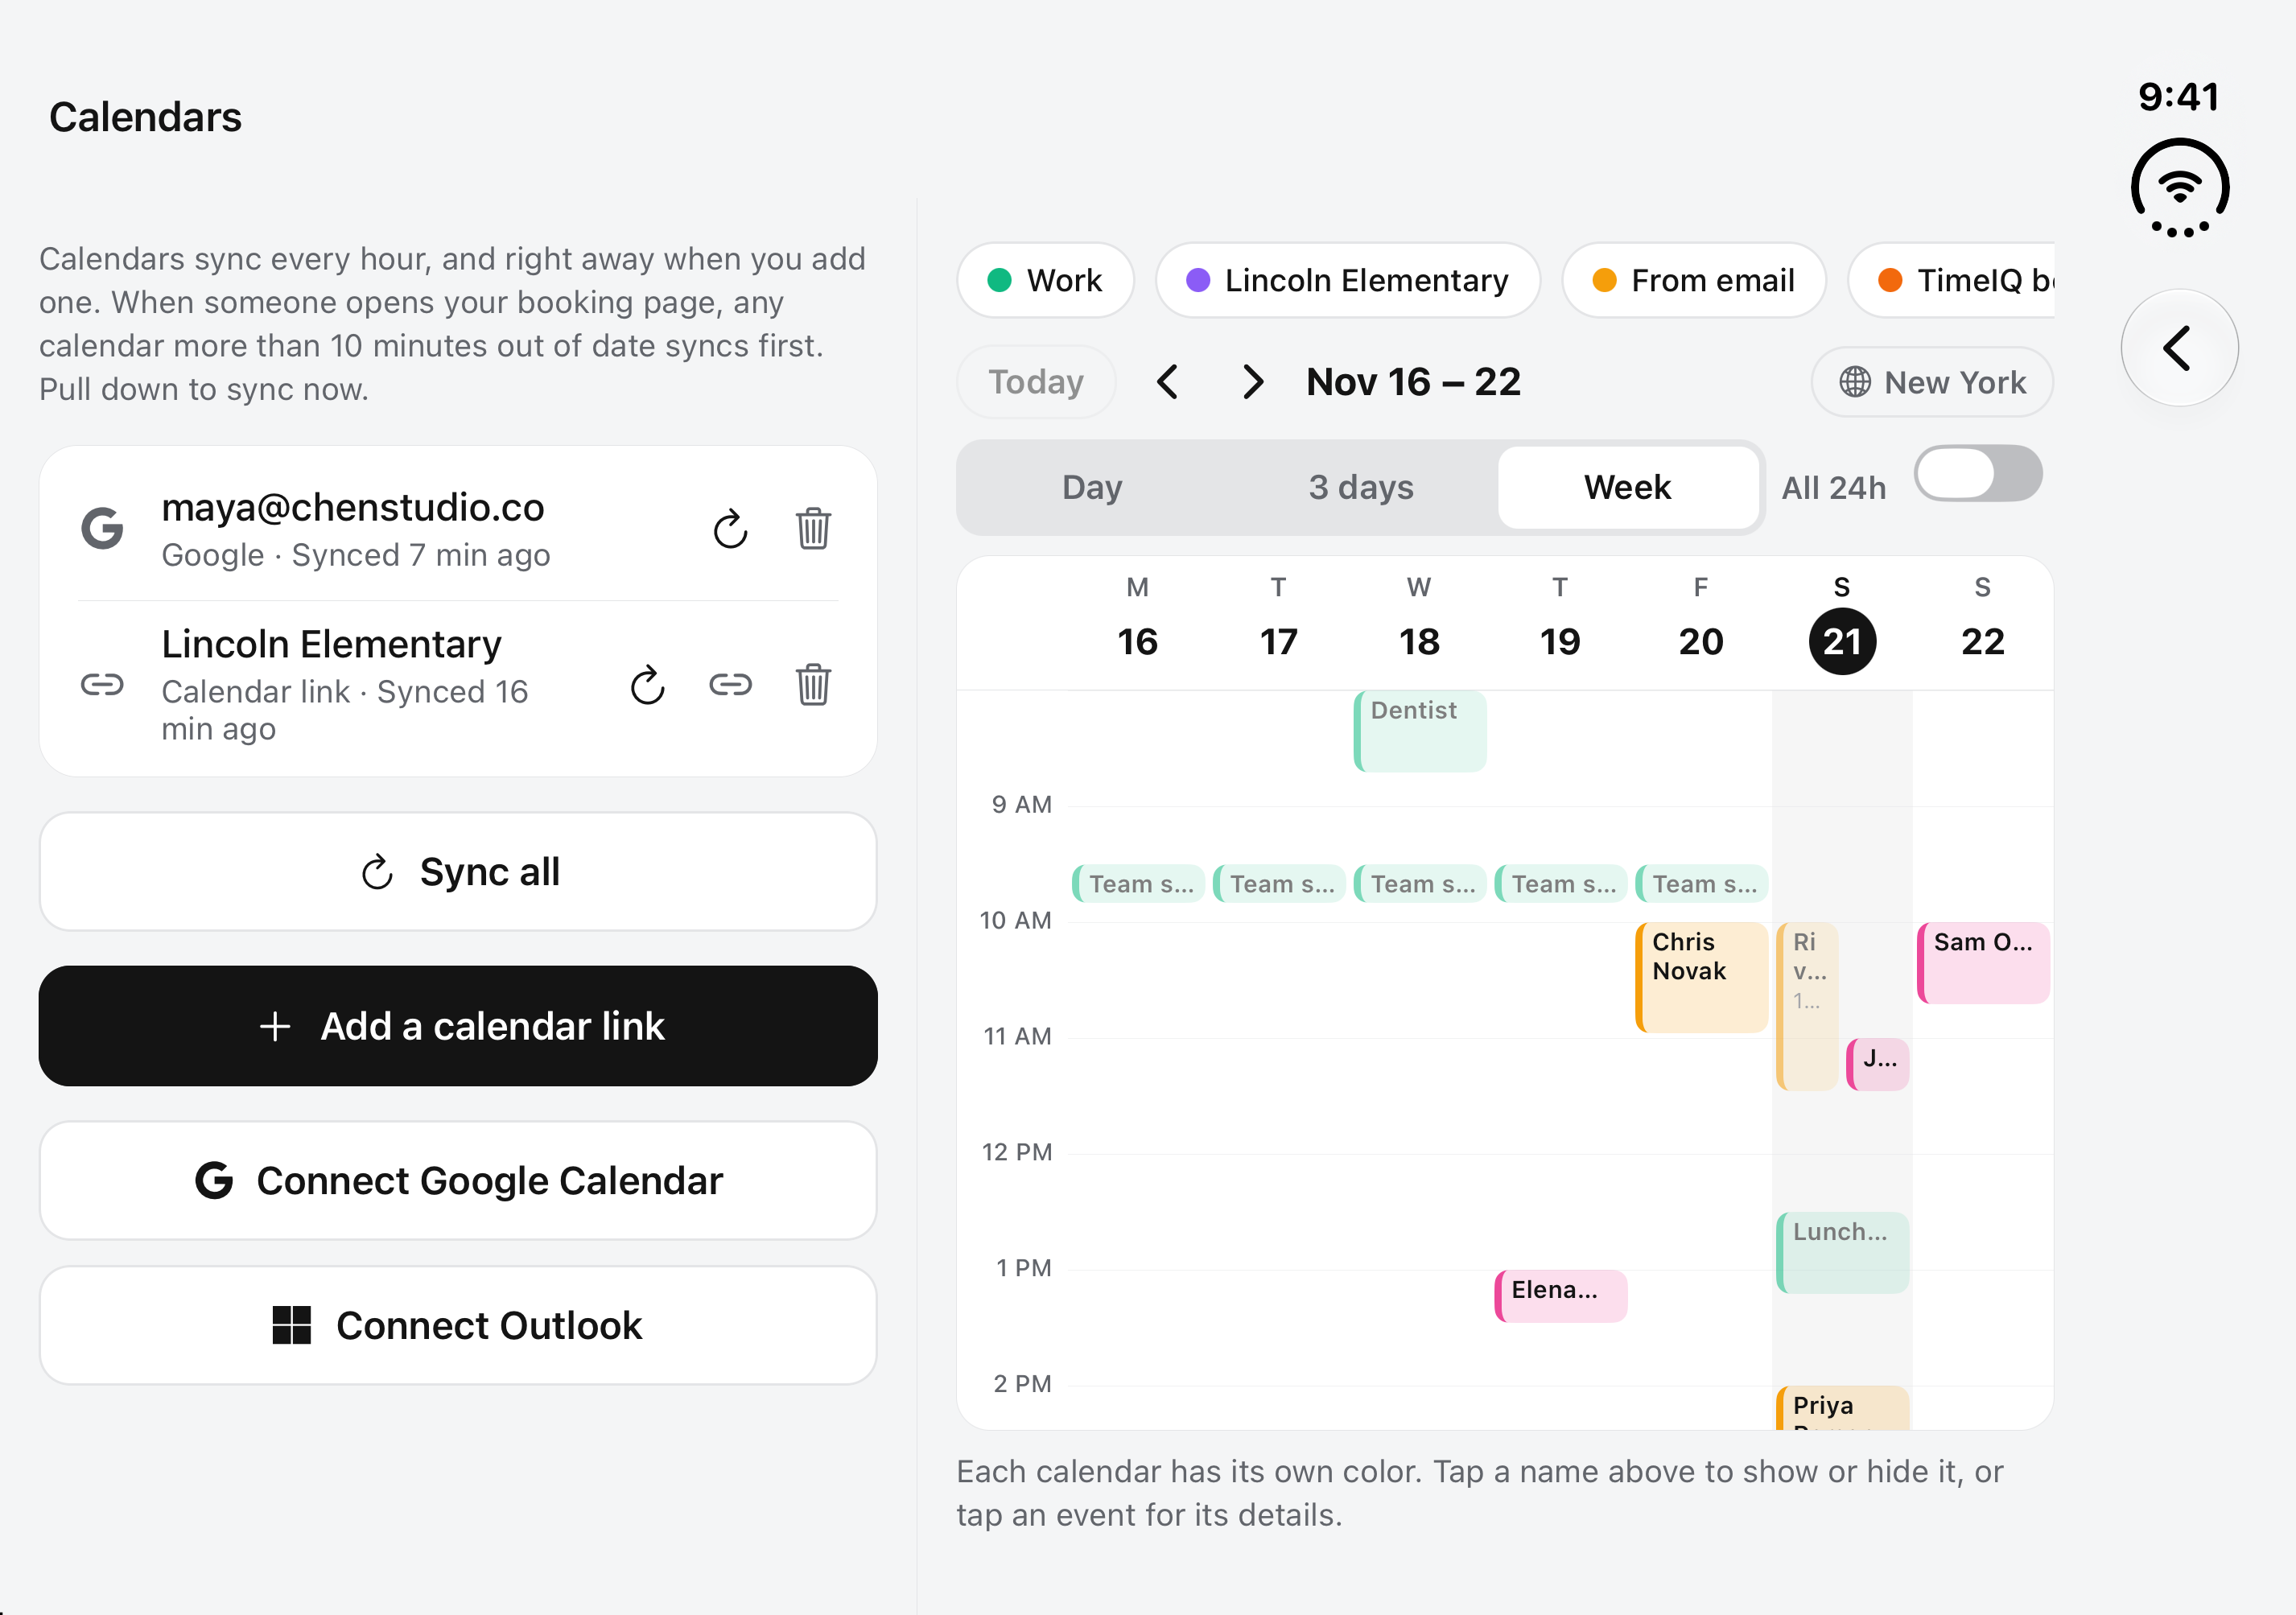 9:41
Calendars
Calendars sync every hour, and right away when you add
one. When someone opens your booking page, any
calendar more than 10 minutes out of date syncs first.
Pull down to sync now.
maya@chenstudio.co
Google · Synced 7 min ago
Lincoln Elementary
Calendar link · Synced 16
min ago
Sync all
+ Add a calendar link
Connect Google Calendar
Connect Outlook
Work
Lincoln Elementary
From email
TimeIQ
Today
Nov 16 – 22
New York
Day
3 days
Week
All 24h
M T W T F S S
16 17 18 19 20 21 22
Dentist
9 AM
Team s... Team s... Team s... Team s... Team s...
10 AM
Chris
Novak
Ri
v...
1...
Sam O...
11 AM
J...
12 PM
Lunch...
1 PM
Elena...
2 PM
Priya
Each calendar has its own color. Tap a name above to show or hide it, or
tap an event for its details.